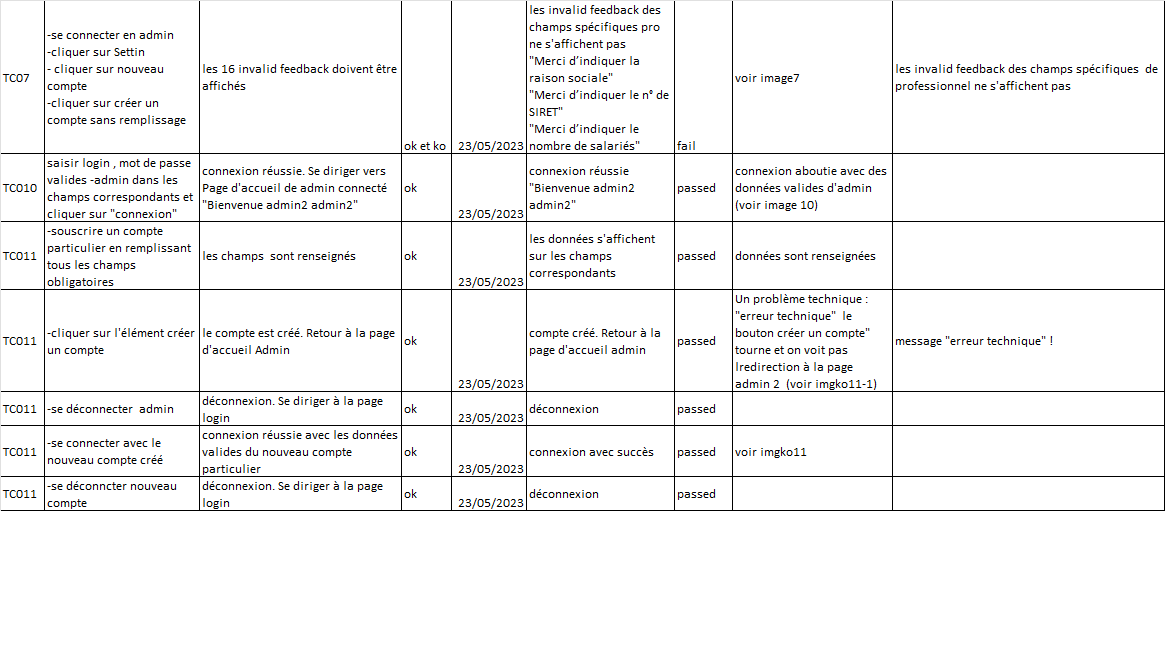 TC07
-se connecter en admin
-cliquer sur Settin
- cliquer sur nouveau
compte
-cliquer sur créer un
compte sans remplissage
les 16 invalid feedback doivent être
affichés
ok et ko
23/05/2023
les invalid feedback des
champs spécifiques pro
ne s'affichent pas
"Merci d’indiquer la
raison sociale"
"Merci d’indiquer le n° de
SIRET"
"Merci d’indiquer le
nombre de salariés"
fail
voir image7
les invalid feedback des champs spécifiques  de
professionnel ne s'affichent pas
TC010
saisir login , mot de passe
valides -admin dans les
champs correspondants et
cliquer sur "connexion"
connexion réussie. Se diriger vers
Page d'accueil de admin connecté
"Bienvenue admin2 admin2"
ok
23/05/2023
connexion réussie
"Bienvenue admin2
admin2"
passed
connexion aboutie avec des
données valides d'admin
(voir image 10)
TC011
-souscrire un compte
particulier en remplissant
tous les champs
obligatoires
les champs  sont renseignés
ok
23/05/2023
les données s'affichent
sur les champs
correspondants
passed
données sont renseignées
TC011
-cliquer sur l'élément créer
un compte
le compte est créé. Retour à la page
d'accueil Admin
ok
23/05/2023
compte créé. Retour à la
page d'accueil admin
passed
Un problème technique :
"erreur technique"  le
bouton créer un compte"
tourne et on voit pas
lredirection à la page
admin 2  (voir imgko11-1)
message "erreur technique" !
TC011
-se déconnecter  admin
déconnexion. Se diriger à la page
login
ok
23/05/2023
déconnexion
passed
TC011
-se connecter avec le
nouveau compte créé
connexion réussie avec les données
valides du nouveau compte
particulier
ok
23/05/2023
connexion avec succès
passed
voir imgko11
TC011
-se déconncter nouveau
compte
déconnexion. Se diriger à la page
login
ok
23/05/2023
déconnexion
passed